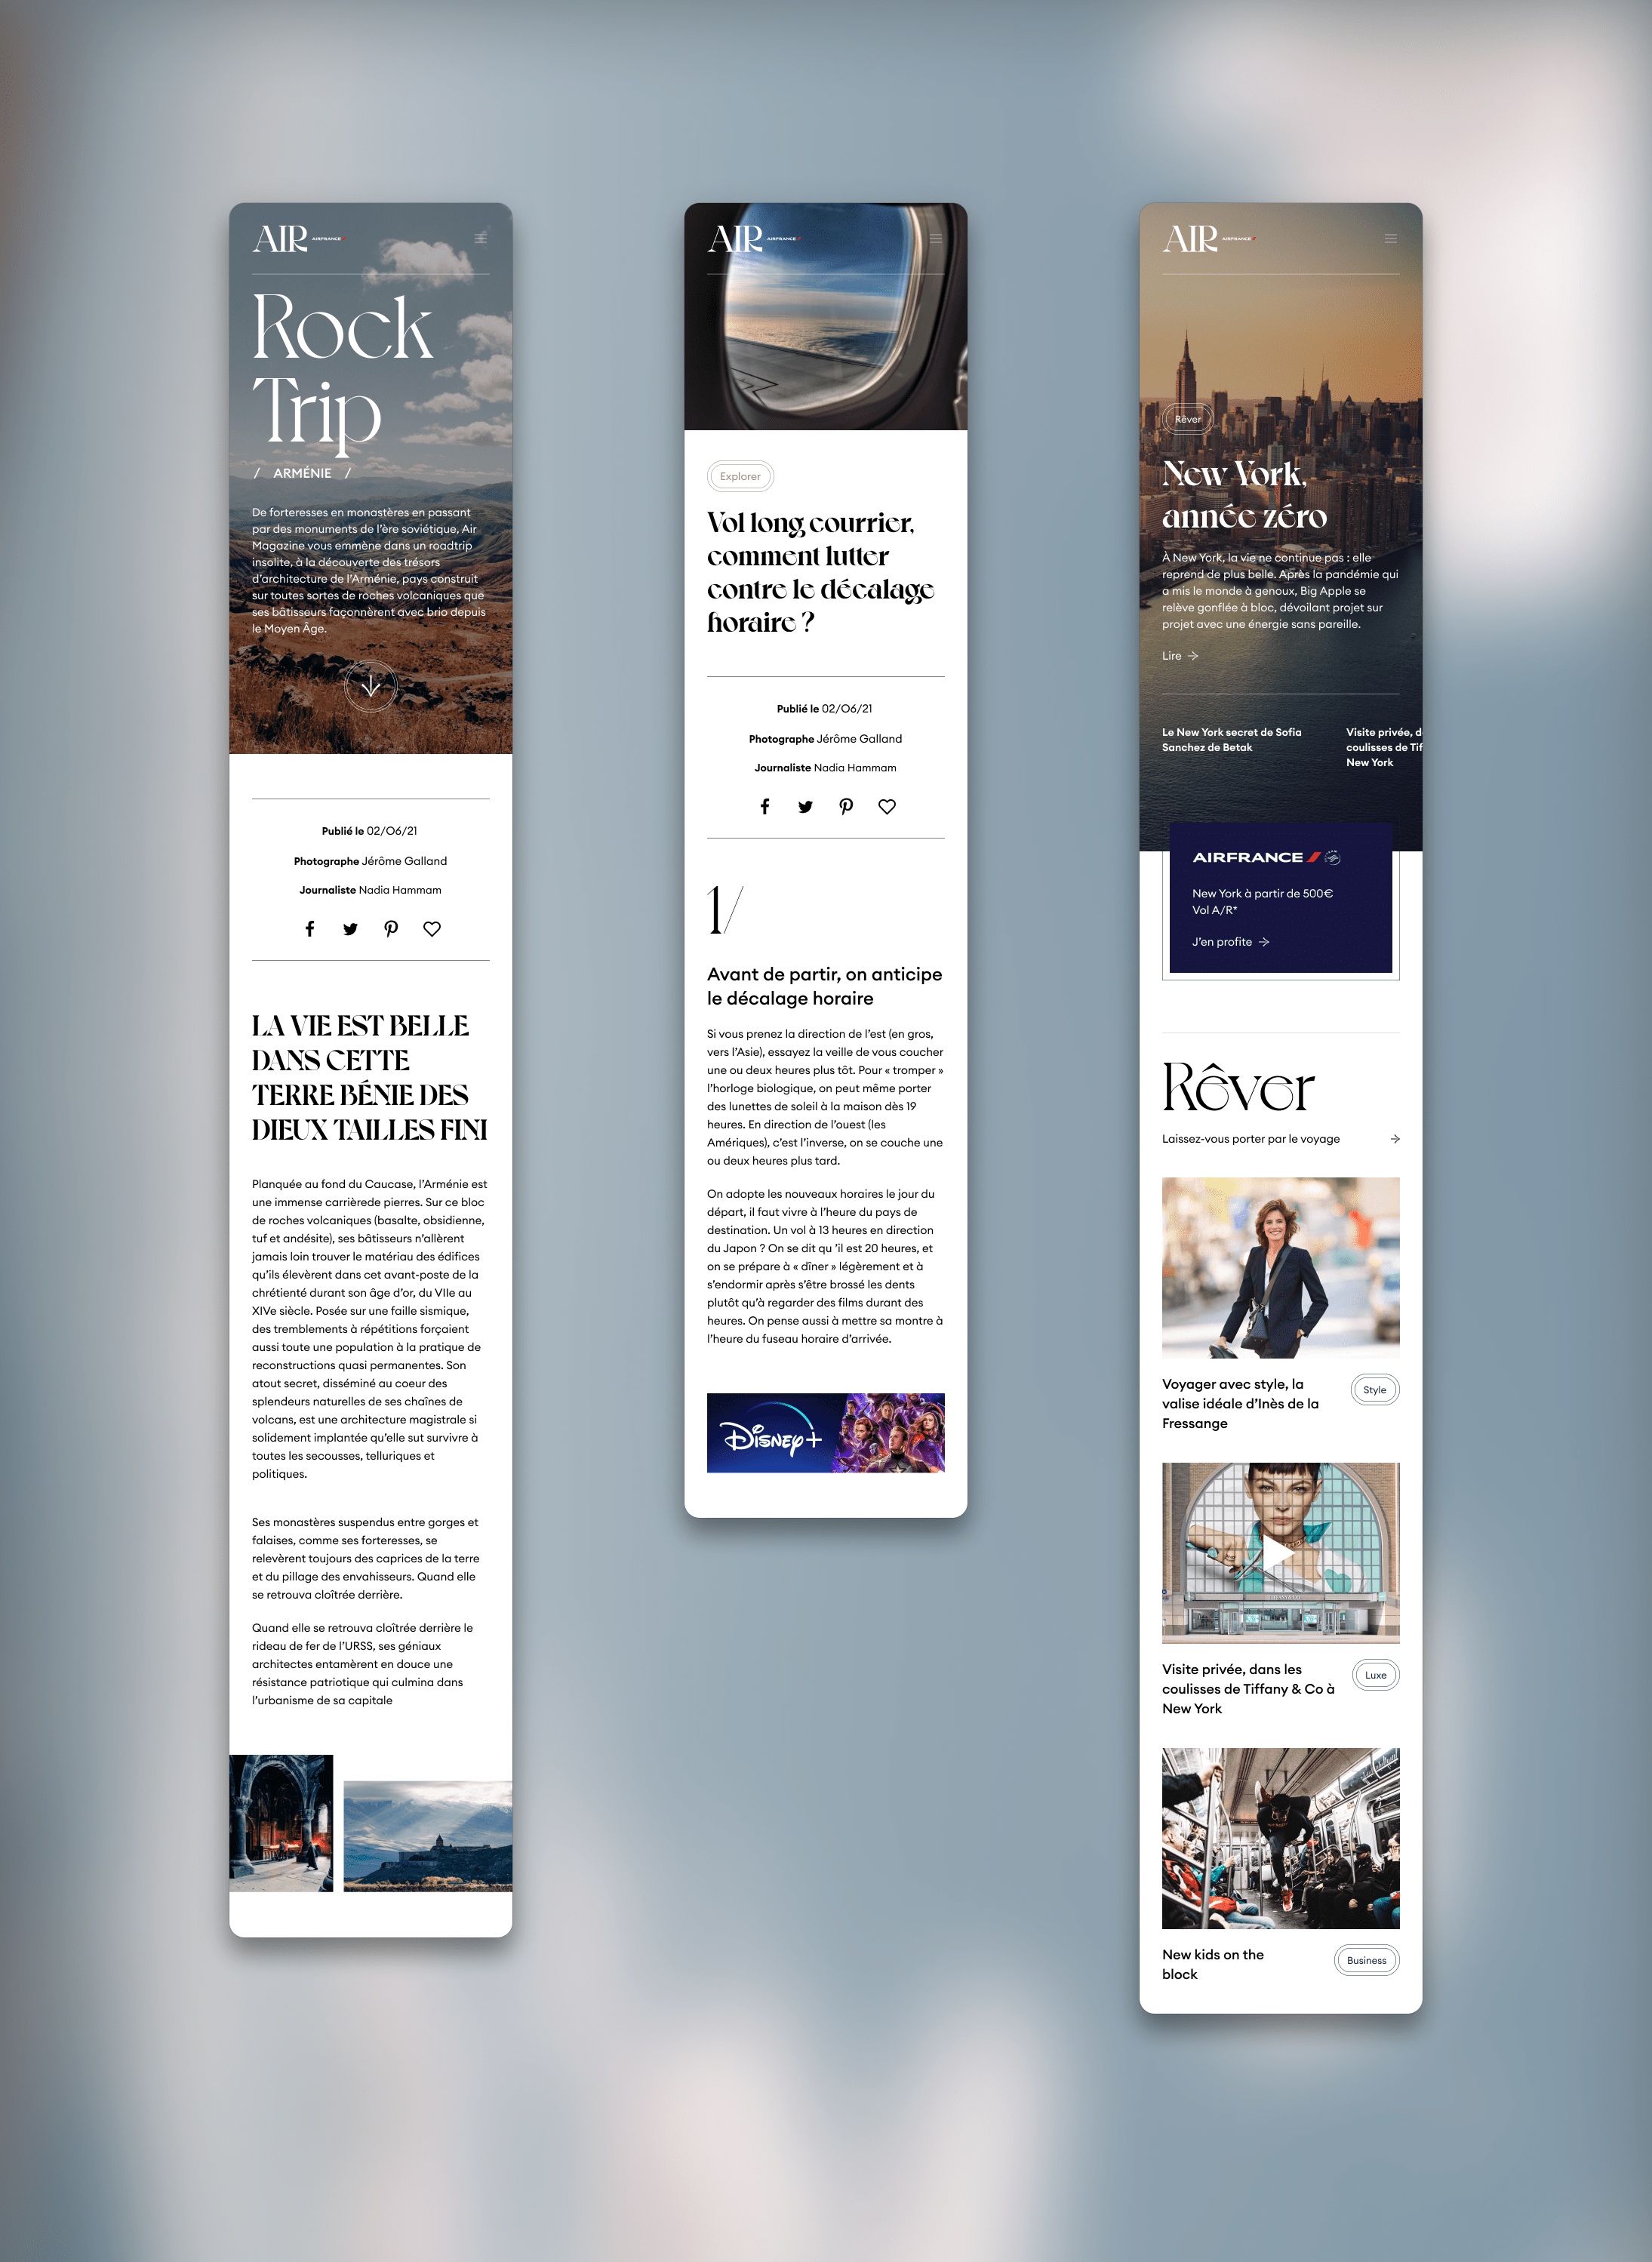 AIR AIRFRANCE
Rock
Trip
/ ARMÉNIE /
De forteresses en monastères en passant
par des monuments de l'ère soviétique, Air
Magazine vous emmène dans un roadtrip
insolite, à la découverte des trésors
d'architecture de l'Arménie, pays construit
sur toutes sortes de roches volcaniques que
ses bâtisseurs façonnèrent avec brio depuis
le Moyen Âge.
Publié le 02/06/21
Photographe Jérôme Galland
Journaliste Nadia Hammam
LA VIE EST BELLE
DANS CETTE
TERRE BÉNIE DES
DIEUX TAILLES FINI
Planquée au fond du Caucase, l'Arménie est
une immense carrièrede pierres. Sur ce bloc
de roches volcaniques (basalte, obsidienne,
tuf et andésite), ses bâtisseurs n'allèrent
jamais loin trouver le matériau des édifices
qu'ils élevèrent dans cet avant-poste de la
chrétienté durant son âge d'or, du VIIe au
XIVe siècle. Posée sur une faille sismique,
des tremblements à répétitions forçaient
aussi toute une population à la pratique de
reconstructions quasi permanentes. Son
atout secret, disséminé au coeur des
splendeurs naturelles de ses chaînes de
volcans, est une architecture magistrale si
solidement implantée qu'elle sut survivre à
toutes les secousses, telluriques et
politiques.
Ses monastères suspendus entre gorges et
falaises, comme ses forteresses, se
relevèrent toujours des caprices de la terre
et du pillage des envahisseurs. Quand elle
se retrouva cloîtrée derrière.
Quand elle se retrouva cloîtrée derrière le
rideau de fer de l'URSS, ses géniaux
architectes entamèrent en douce une
résistance patriotique qui culmina dans
l'urbanisme de sa capitale
AIR AIRFRANCE
Explorer
Vol long courrier,
comment lutter
contre le décalage
horaire ?
Publié le 02/06/21
Photographe Jérôme Galland
Journaliste Nadia Hammam
1/
Avant de partir, on anticipe
le décalage horaire
Si vous prenez la direction de l'est (en gros,
vers l'Asie), essayez la veille de vous coucher
une ou deux heures plus tôt. Pour « tromper »
l'horloge biologique, on peut même porter
des lunettes de soleil à la maison dès 19
heures. En direction de l'ouest (les
Amériques), c'est l'inverse, on se couche une
ou deux heures plus tard.
On adopte les nouveaux horaires le jour du
départ, il faut vivre à l'heure du pays de
destination. Un vol à 13 heures en direction
du Japon ? On se dit qu 'il est 20 heures, et
on se prépare à « dîner » légèrement et à
s'endormir après s'être brossé les dents
plutôt qu'à regarder des films durant des
heures. On pense aussi à mettre sa montre à
l'heure du fuseau horaire d'arrivée.
Disney+
AIR AIRFRANCE
Rêver
New York,
année zéro
À New York, la vie ne continue pas : elle
reprend de plus belle. Après la pandémie qui
a mis le monde à genoux, Big Apple se
relève gonflée à bloc, dévoilant projet sur
projet avec une énergie sans pareille.
Lire
Le New York secret de Sofia
Sanchez de Betak
Visite privée, d
coulisses de Tif
New York
AIRFRANCE
New York à partir de 500€
Vol A/R*
J'en profite
Rêver
Laissez-vous porter par le voyage
Voyager avec style, la
valise idéale d'Inès de la
Fressange
Style
Visite privée, dans les
coulisses de Tiffany & Co à
New York
Luxe
New kids on the
block
Business